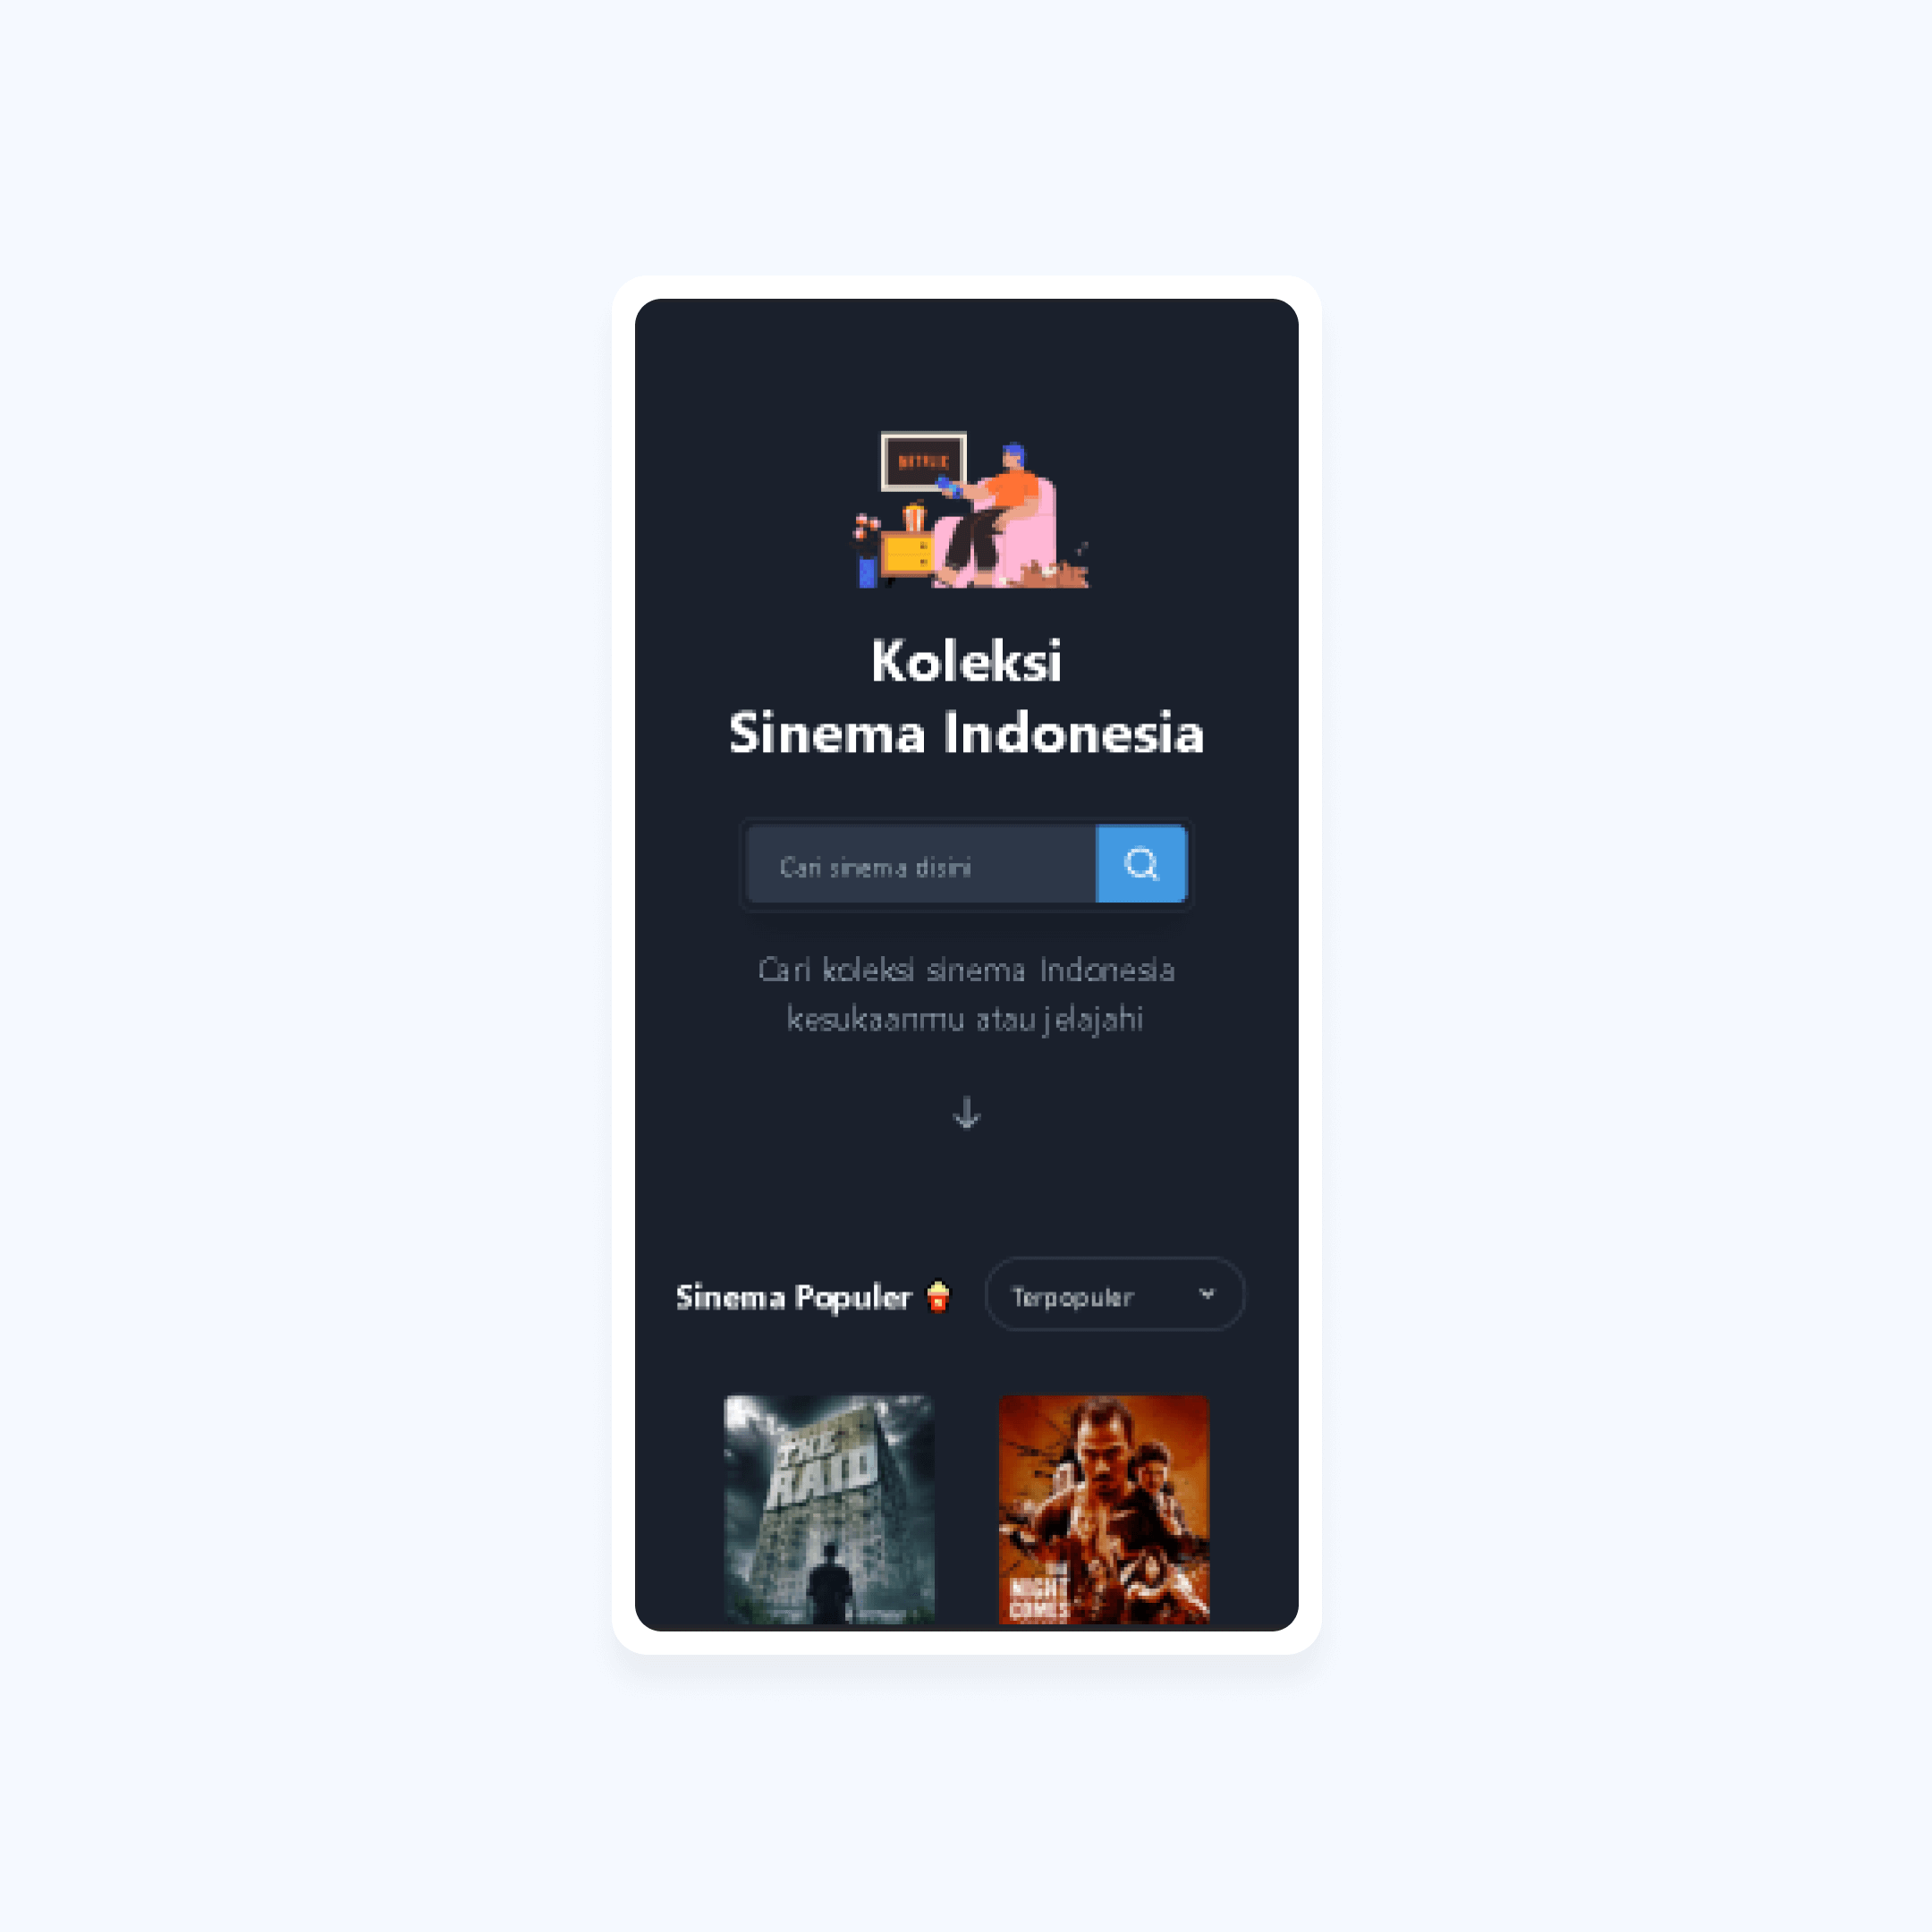 NETFLIX
Koleksi
Sinema Indonesia
Cari sinema disini
Cari koleksi sinema Indonesia
kesukaanmu atau jelajahi
Sinema Populer
Terpopuler
THE
RAID
NIGHT
COMES